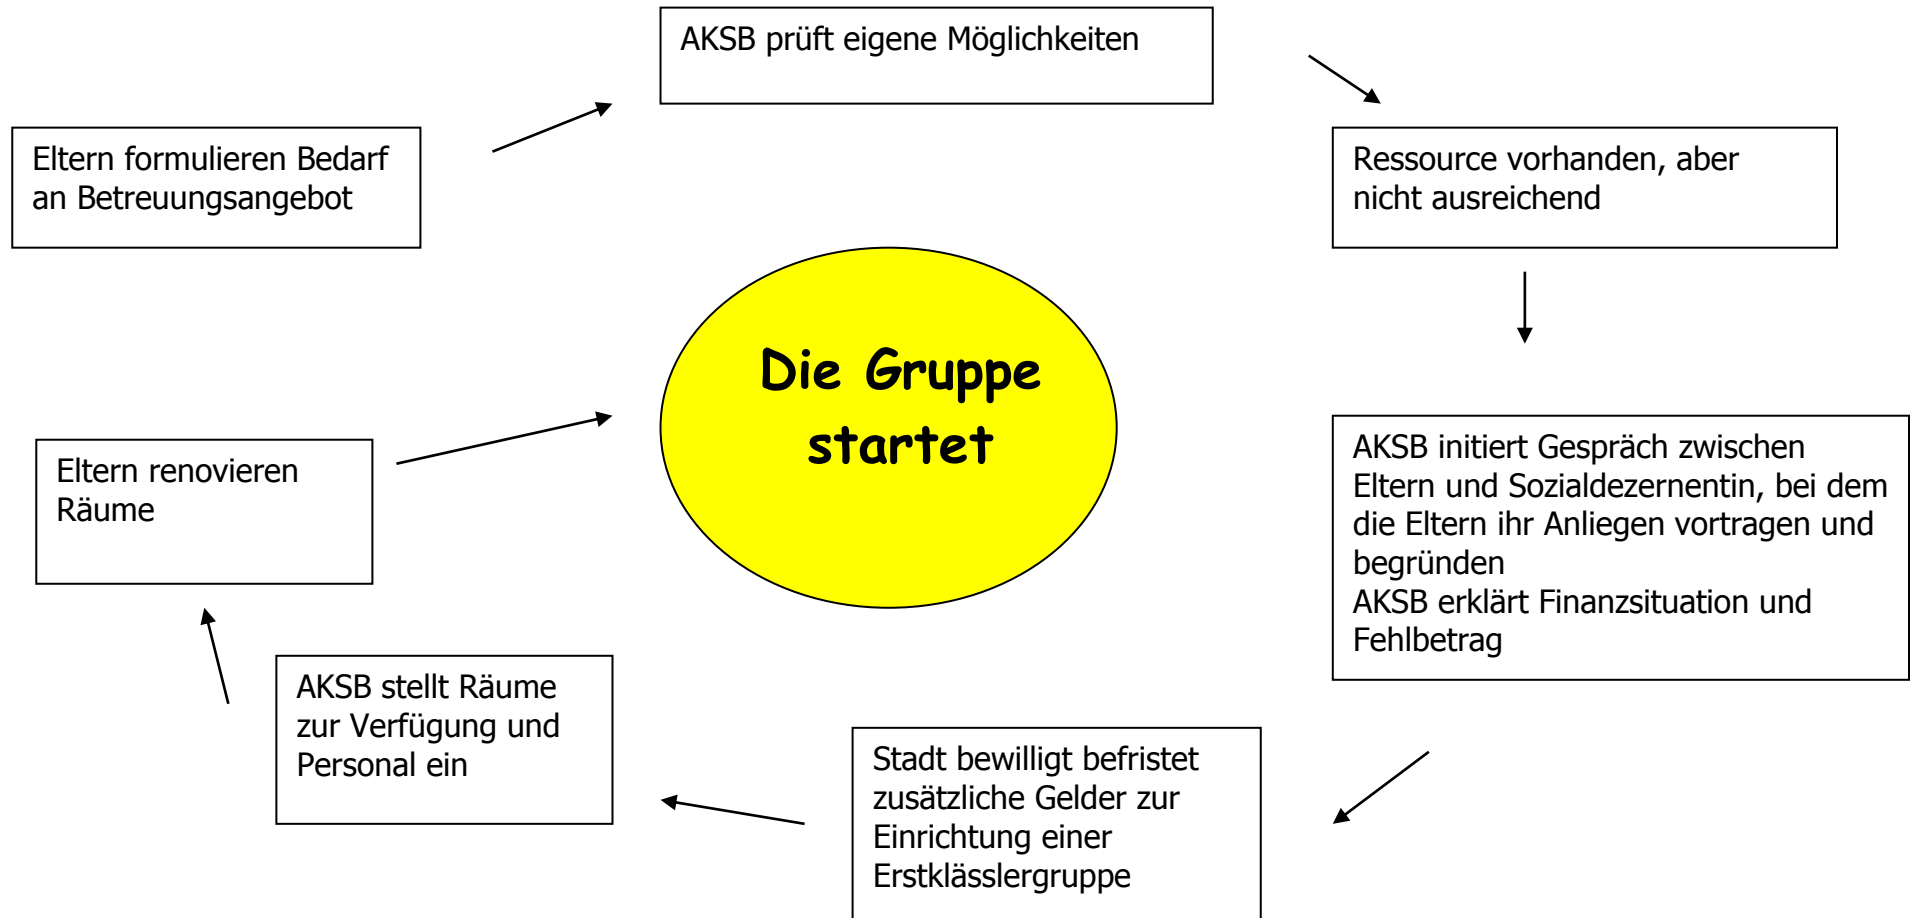 AKSB prüft eigene Möglichkeiten
Eltern formulieren Bedarf
an Betreuungsangebot
Ressource vorhanden, aber
nicht ausreichend
Die Gruppe
startet
Eltern renovieren
Räume
AKSB initiert Gespräch zwischen
Eltern und Sozialdezernentin, bei dem
die Eltern ihr Anliegen vortragen und
begründen
AKSB erklärt Finanzsituation und
Fehlbetrag
AKSB stellt Räume
zur Verfügung und
Personal ein
Stadt bewilligt befristet
zusätzliche Gelder zur
Einrichtung einer
Erstklässlergruppe